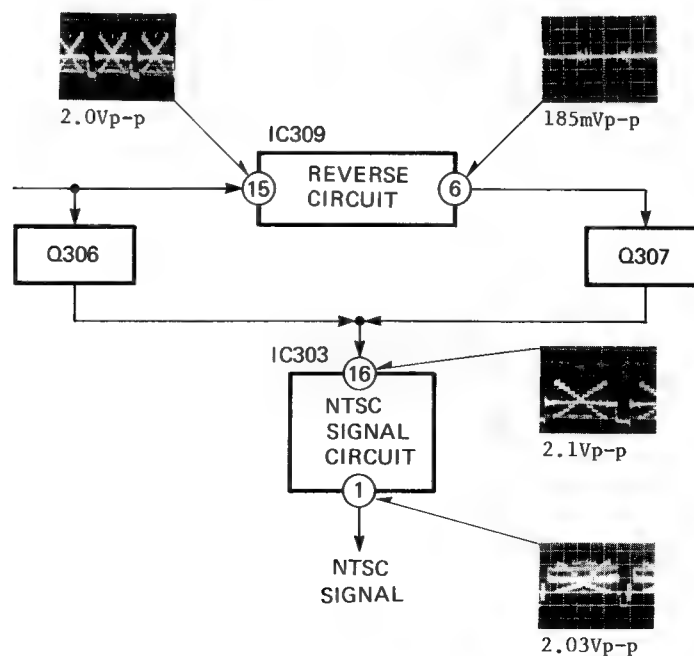 2.0Vp-p
185mVp-p
IC309
15
REVERSE
CIRCUIT
6
Q306
Q307
IC303
16
NTSC
SIGNAL
CIRCUIT
1
2.1Vp-p
NTSC
SIGNAL
2.03Vp-p